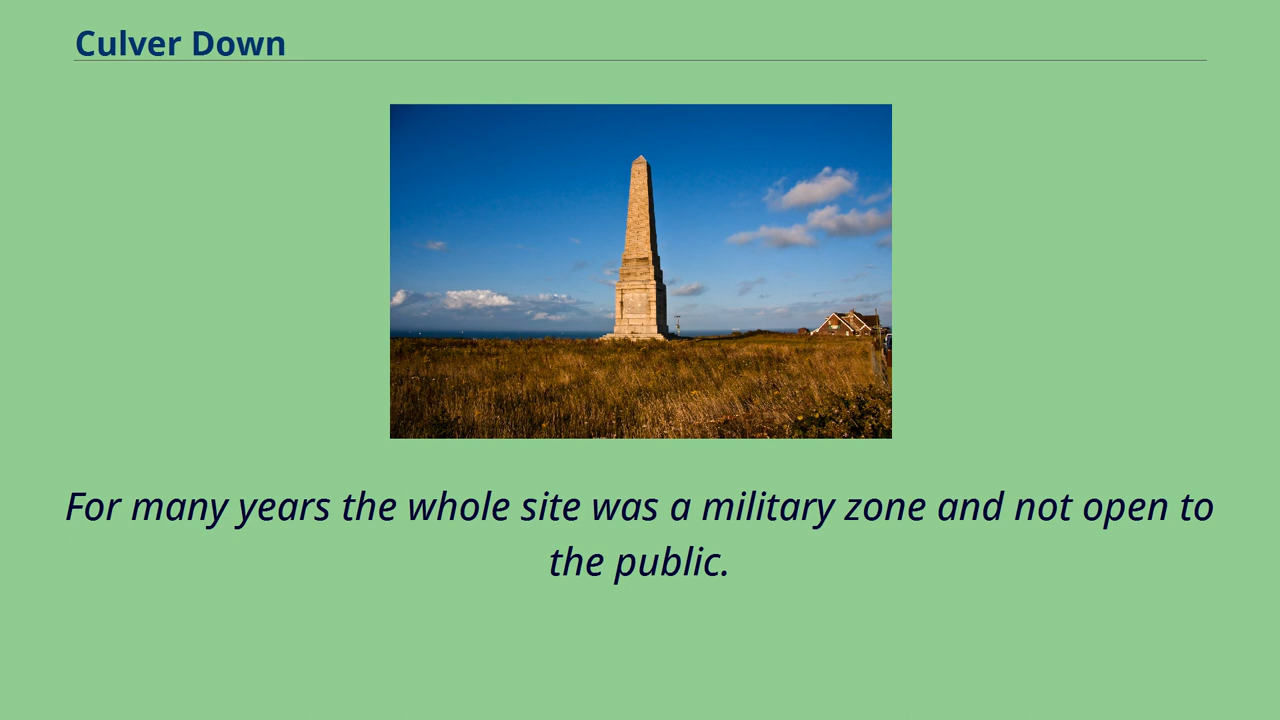 Culver Down
For many years the whole site was a military zone and not open to
the public.